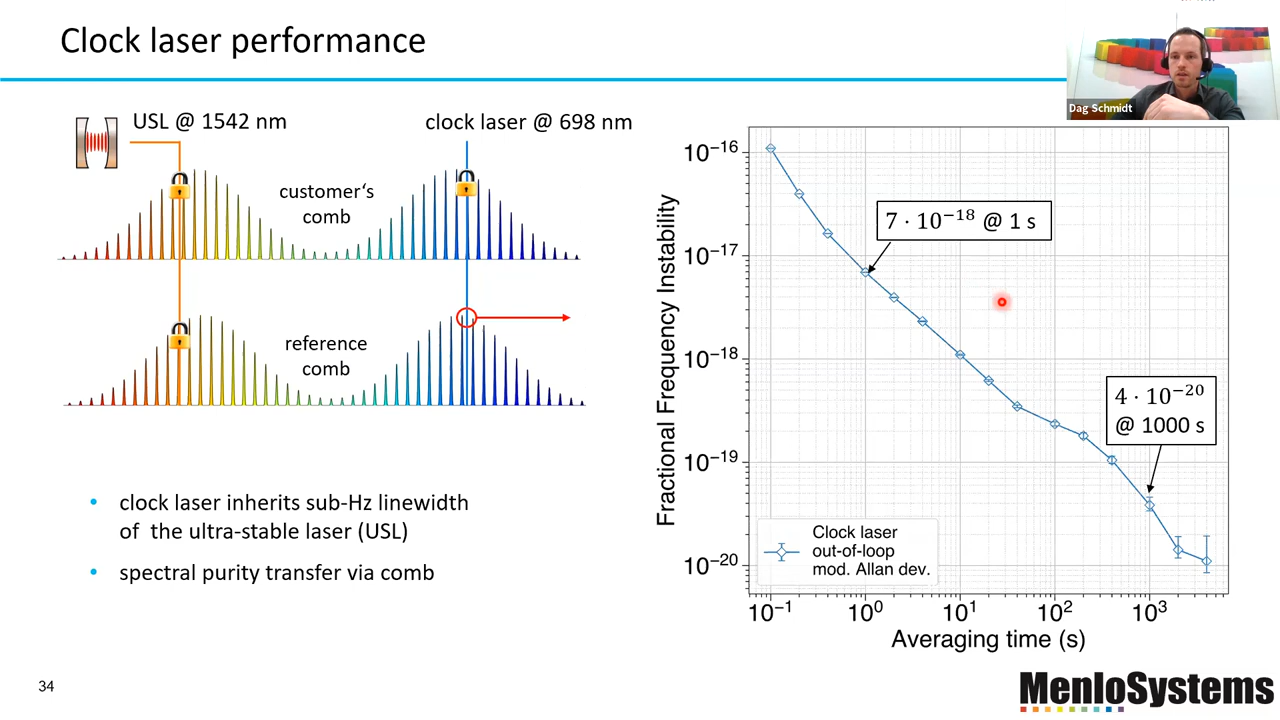 Clock laser performance
Dag Schmidt
USL @ 1542 nm
clock laser @ 698 nm
customer‘s
comb
reference
comb
• clock laser inherits sub-Hz linewidth
of the ultra-stable laser (USL)
• spectral purity transfer via comb
Fractional Frequency Instability
10⁻¹⁶
10⁻¹⁷
10⁻¹⁸
10⁻¹⁹
10⁻²⁰
7 · 10⁻¹⁸ @ 1 s
4 · 10⁻²⁰
@ 1000 s
Clock laser
out-of-loop
mod. Allan dev.
10⁻¹ 10⁰ 10¹ 10² 10³
Averaging time (s)
34
MenloSystems